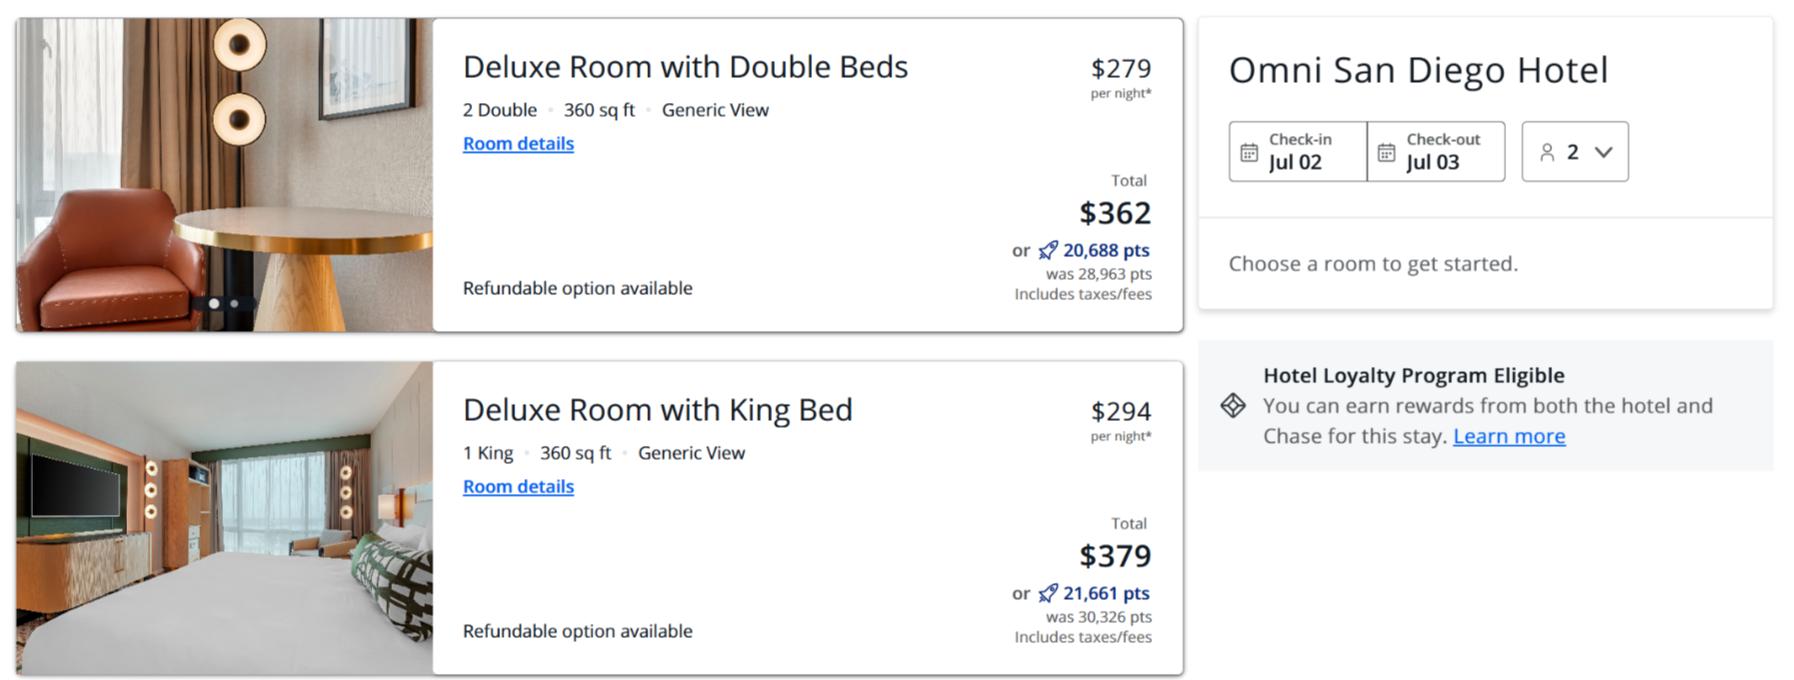 Deluxe Room with Double Beds
$279
per night*
2 Double • 360 sq ft • Generic View
Room details
Total
$362
or 20,688 pts
was 28,963 pts
Includes taxes/fees
Refundable option available
Deluxe Room with King Bed
$294
per night*
1 King • 360 sq ft • Generic View
Room details
Total
$379
or 21,661 pts
was 30,326 pts
Includes taxes/fees
Refundable option available
Omni San Diego Hotel
Check-in
Jul 02
Check-out
Jul 03
2
Choose a room to get started.
Hotel Loyalty Program Eligible
You can earn rewards from both the hotel and
Chase for this stay. Learn more